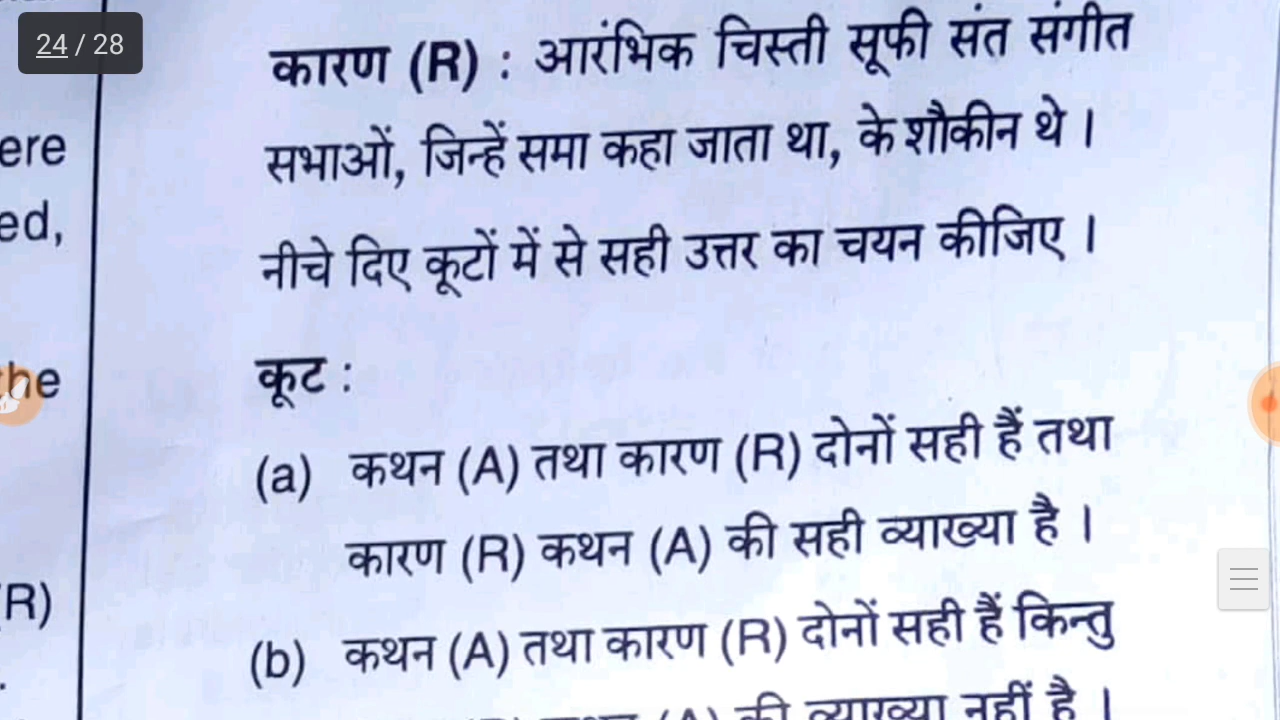 24 / 28
कारण (R) : आरंभिक चिस्ती सूफी संत संगीत
सभाओं, जिन्हें समा कहा जाता था, के शौकीन थे ।
नीचे दिए कूटों में से सही उत्तर का चयन कीजिए ।
कूट :
(a) कथन (A) तथा कारण (R) दोनों सही हैं तथा
कारण (R) कथन (A) की सही व्याख्या है ।
(b) कथन (A) तथा कारण (R) दोनों सही हैं किन्तु
कथन (A) की व्याख्या नहीं है ।
ere
ed,
he
R)